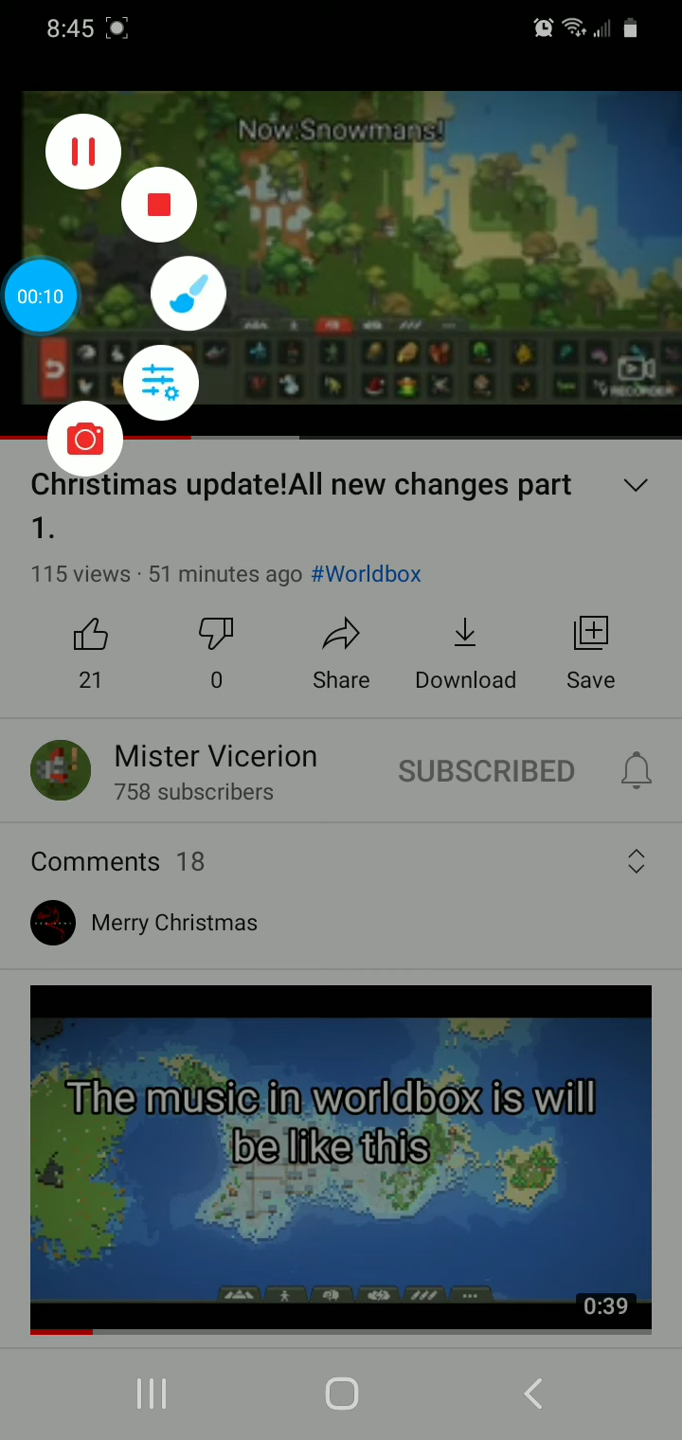 8:45
Now Snowmans!
00:10
V RECORDER
Christimas update!All new changes part
1.
115 views · 51 minutes ago #Worldbox
21
0
Share
Download
Save
Mister Vicerion
SUBSCRIBED
758 subscribers
Comments 18
Merry Christmas
The music in worldbox is will
be like this
0:39